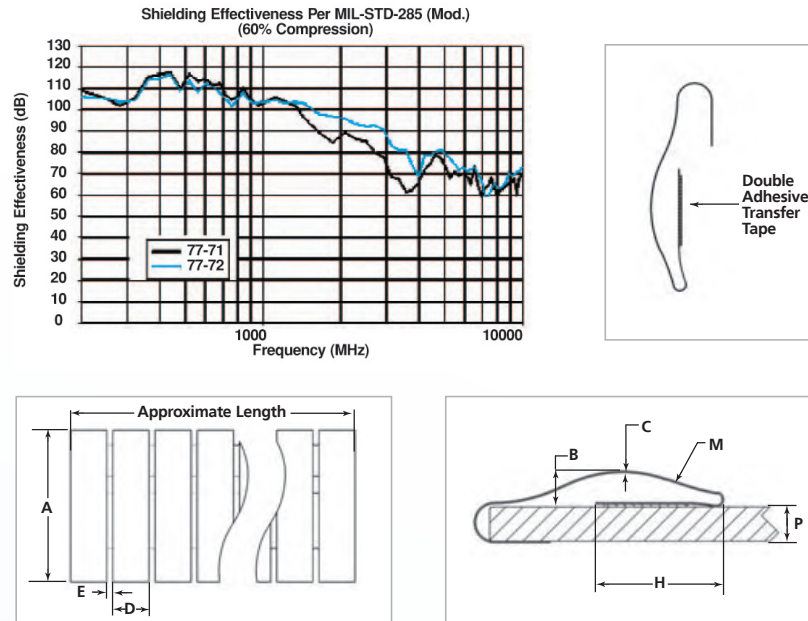 Shielding Effectiveness Per MIL-STD-285 (Mod.)
(60% Compression)
Shielding Effectiveness (dB)
130
120
110
100
90
80
70
60
50
40
30
20
10
0
77-71
77-72
1000
10000
Frequency (MHz)
Double
Adhesive
Transfer
Tape
Approximate Length
A
E
D
C
B
M
P
H